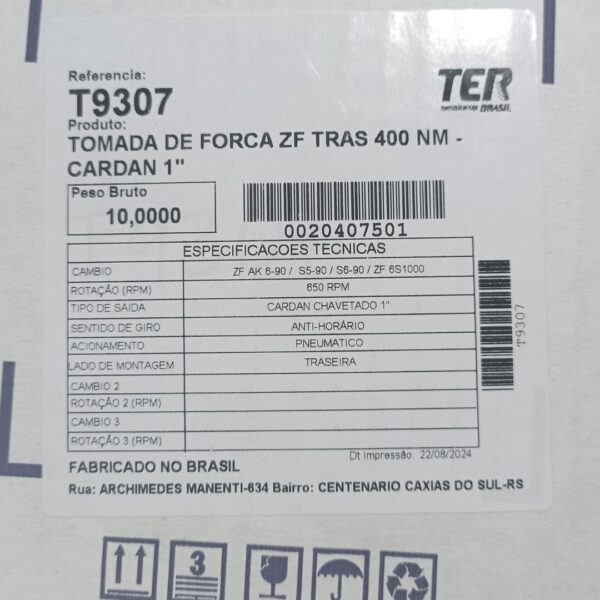 Referencia:
T9307
Produto:
TOMADA DE FORCA ZF TRAS 400 NM -
CARDAN 1"
TER
BRASIL
Peso Bruto
10,0000
0020407501
ESPECIFICACOES TECNICAS
CAMBIO ZF AK 6-90 / S5-90 / S6-90 / ZF 6S1000
ROTAÇÃO (RPM) 650 RPM
TIPO DE SAIDA CARDAN CHAVETADO 1"
SENTIDO DE GIRO ANTI-HORÁRIO
ACIONAMENTO PNEUMATICO
LADO DE MONTAGEM TRASEIRA
CAMBIO 2
ROTAÇÃO 2 (RPM)
CAMBIO 3
ROTAÇÃO 3 (RPM)
T9307
Dt Impressão: 22/08/2024
FABRICADO NO BRASIL
Rua: ARCHIMEDES MANENTI-634 Bairro: CENTENARIO CAXIAS DO SUL-RS
3